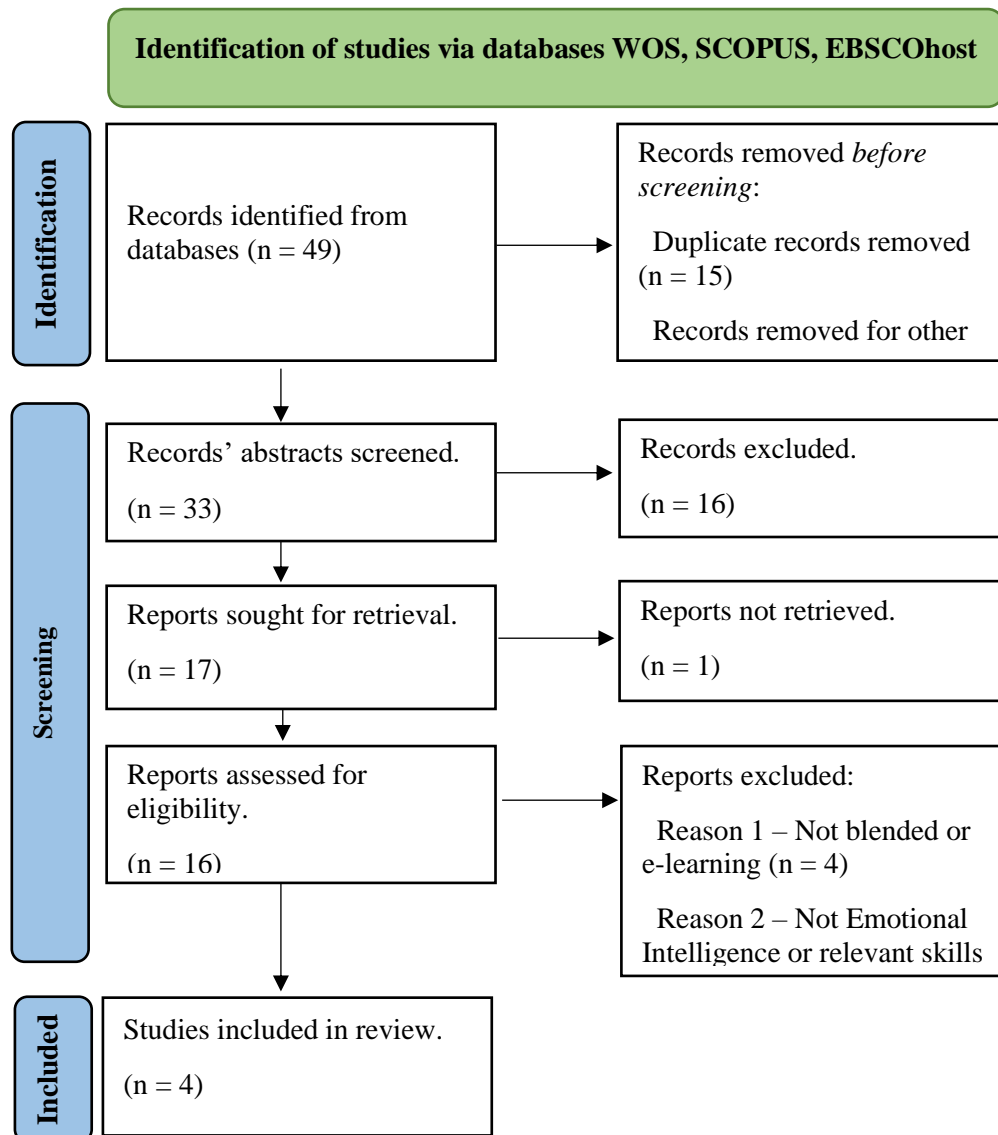 Identification of studies via databases WOS, SCOPUS, EBSCOhost
Identification
Records identified from
databases (n = 49)
Records removed before
screening:
Duplicate records removed
(n = 15)
Records removed for other
Screening
Records’ abstracts screened.
(n = 33)
Records excluded.
(n = 16)
Reports sought for retrieval.
(n = 17)
Reports not retrieved.
(n = 1)
Reports assessed for
eligibility.
(n = 16)
Reports excluded:
Reason 1 – Not blended or
e-learning (n = 4)
Reason 2 – Not Emotional
Intelligence or relevant skills
Included
Studies included in review.
(n = 4)